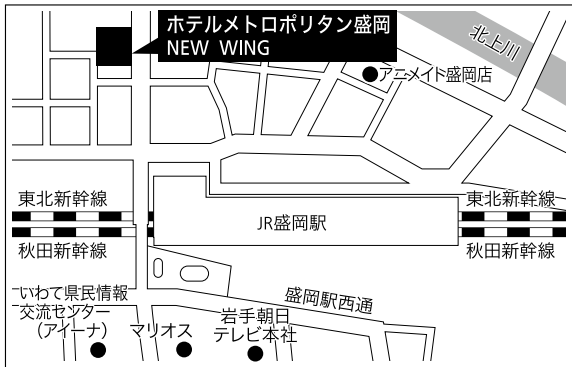 ホテルメトロポリタン盛岡
NEW WING
北上川
アニメイト盛岡店
東北新幹線
東北新幹線
JR盛岡駅
秋田新幹線
秋田新幹線
いわて県民情報
交流センター
（アイーナ）
マリオス
盛岡駅西通
岩手朝日
テレビ本社